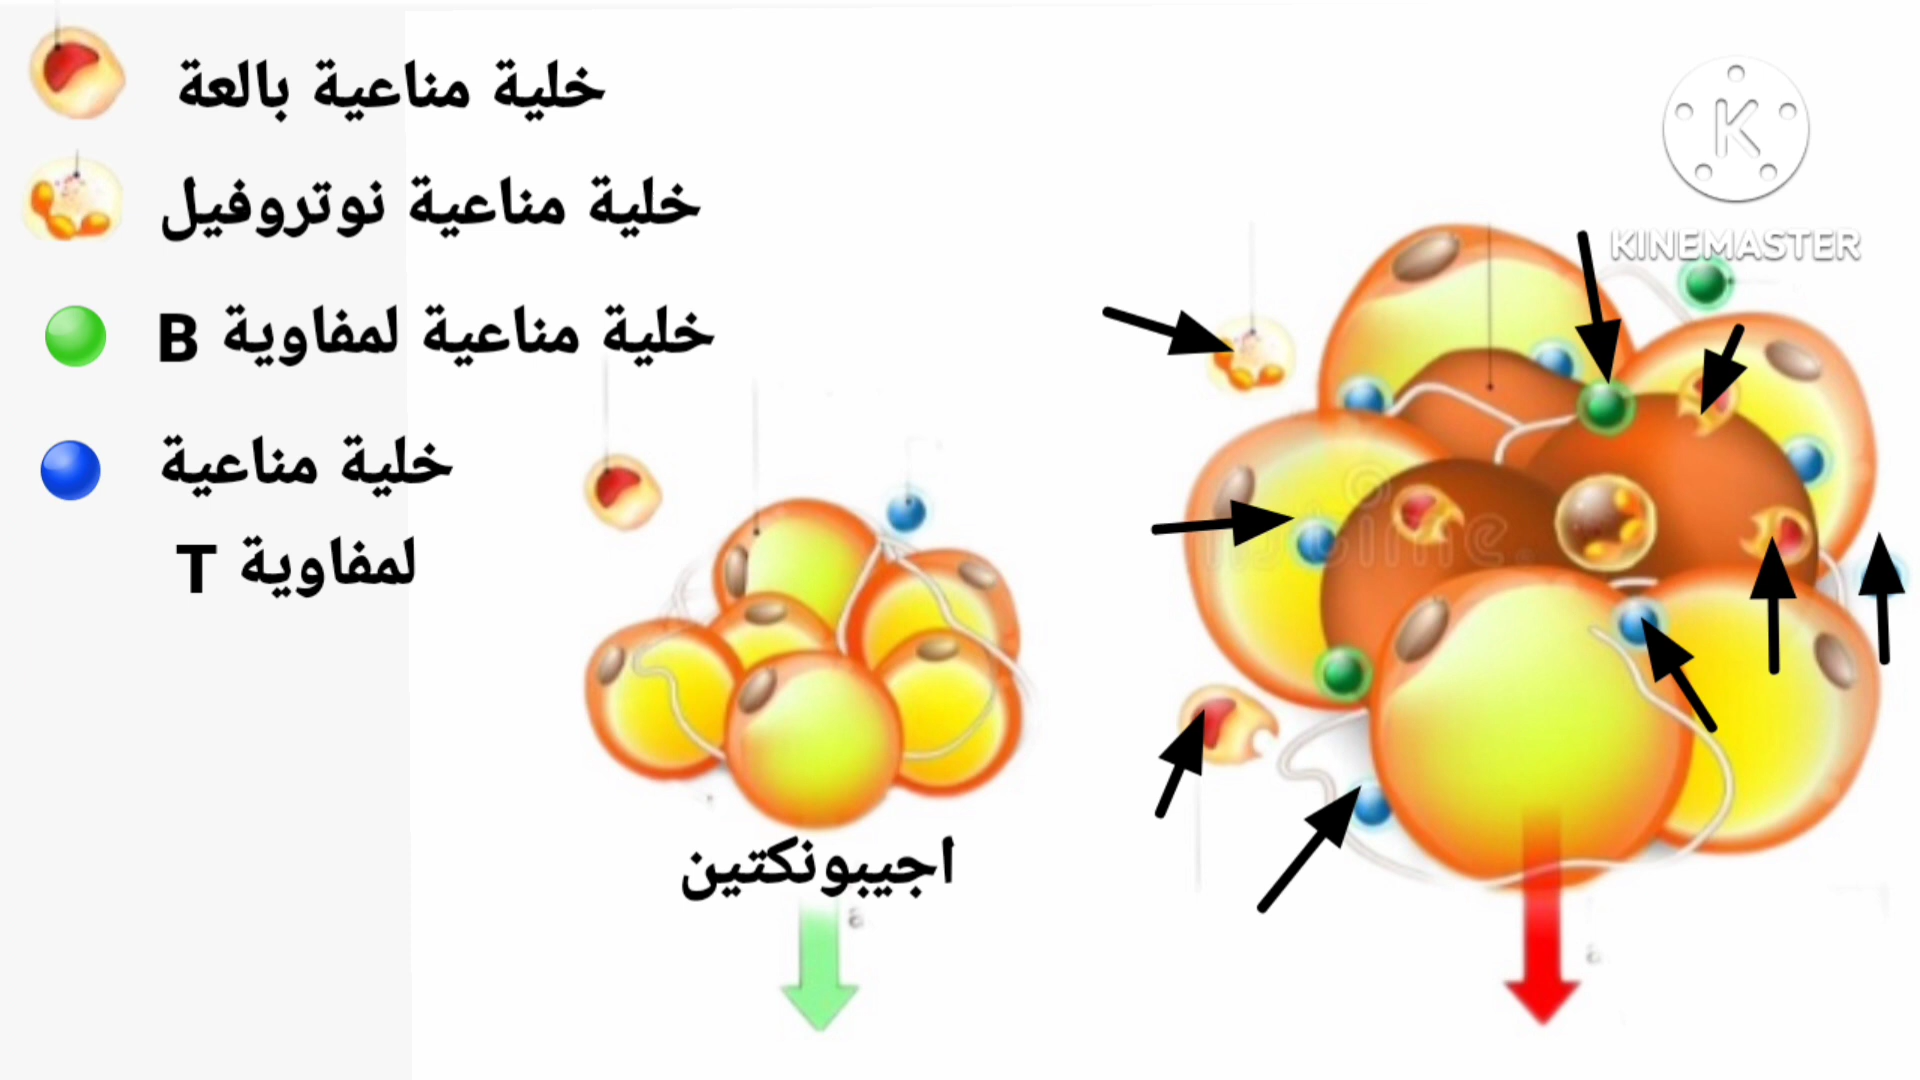 خلية مناعية بالعة
خلية مناعية نوتروفيل
خلية مناعية لمفاوية B
خلية مناعية
لمفاوية T
KINEMASTER
اجيبونكتين
a
a